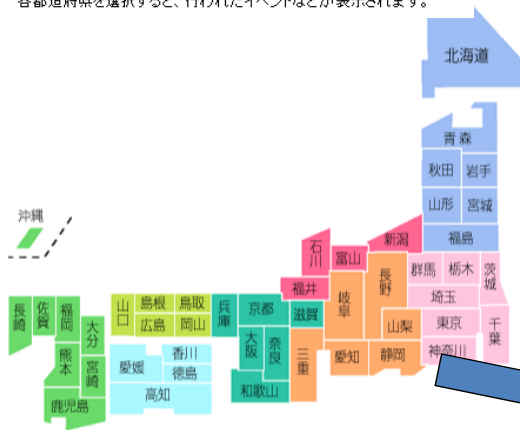 各都道府県を選択すると、行われたイベントなどが表示されます。
北海道
青森
秋田 岩手
山形 宮城
福島
沖縄
石川
富山
新潟
福井
群馬 栃木 茨城
埼玉
東京
千葉
神奈川
長野
岐阜
山梨
愛知 静岡
三重
滋賀
京都
兵庫
大阪 奈良
和歌山
山口
島根 鳥取
広島 岡山
愛媛
香川
徳島
高知
長崎 佐賀 福岡 大分
熊本 宮崎
鹿児島